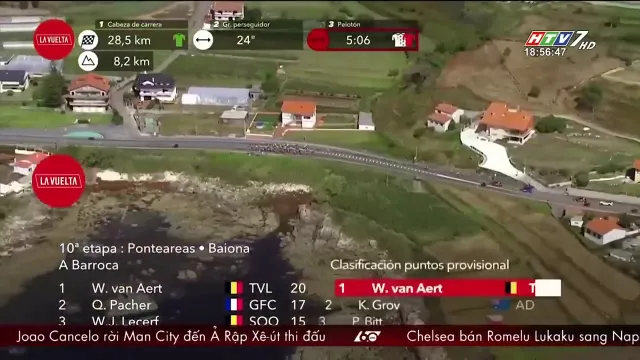 LA VUELTA
1 Cabeza de carrera
28,5 km
8,2 km
2 Gr. perseguidor
24"
3 Pelotón
5:06
HTV7 HD
18:56:47
LA VUELTA
10ª etapa : Ponteareas • Baiona
A Barroca
1 W. van Aert TVL 20
2 Q. Pacher GFC 17
3 W.J. Lecerf SOQ 15
Clasificación puntos provisional
1 W. van Aert T
2 K. Grov AD
3 P. Bitt
Joao Cancelo rời Man City đến Ả Rập Xê-út thi đấu
Chelsea bán Romelu Lukaku sang Nap